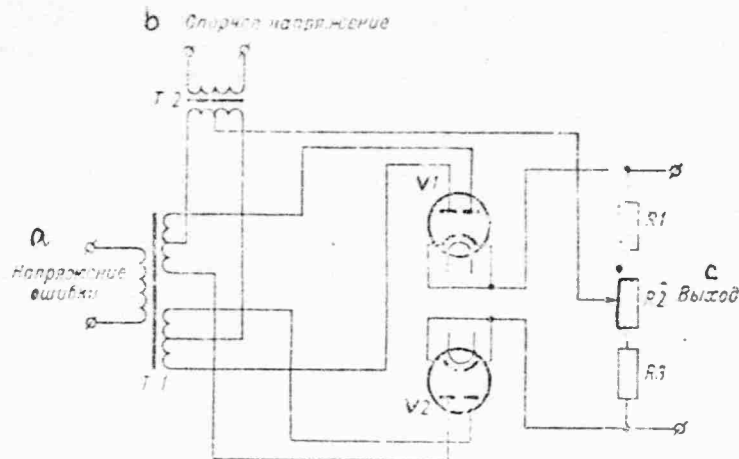 b Опорное напряжение
T 2
V1
R1
a
Напряжение
ошибки
c
R2 Выход
R3
T 1
V2